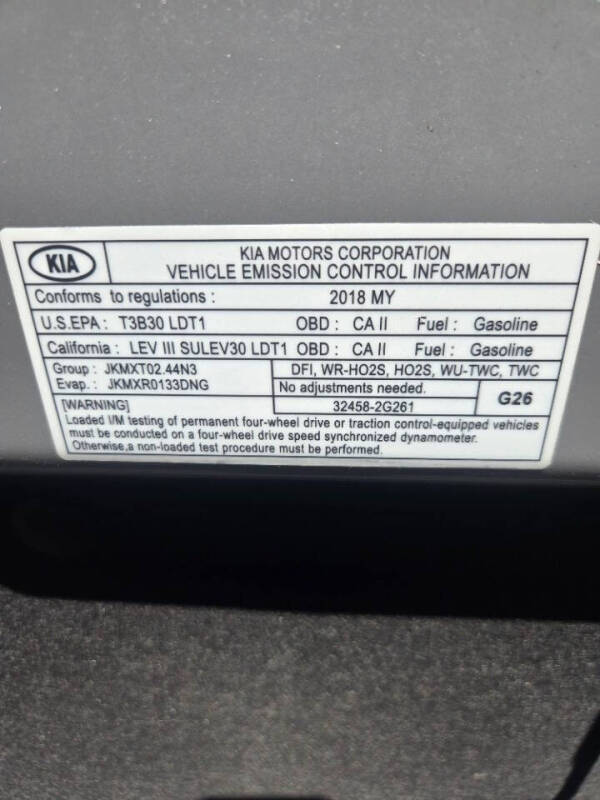 KIA
KIA MOTORS CORPORATION
VEHICLE EMISSION CONTROL INFORMATION
Conforms to regulations : 2018 MY
U.S.EPA : T3B30 LDT1 OBD : CA II Fuel : Gasoline
California : LEV III SULEV30 LDT1 OBD : CA II Fuel : Gasoline
Group : JKMXT02.44N3
Evap. : JKMXR0133DNG
DFI, WR-HO2S, HO2S, WU-TWC, TWC
No adjustments needed.
32458-2G261
G26
[WARNING]
Loaded I/M testing of permanent four-wheel drive or traction control-equipped vehicles
must be conducted on a four-wheel drive speed synchronized dynamometer.
Otherwise,a non-loaded test procedure must be performed.